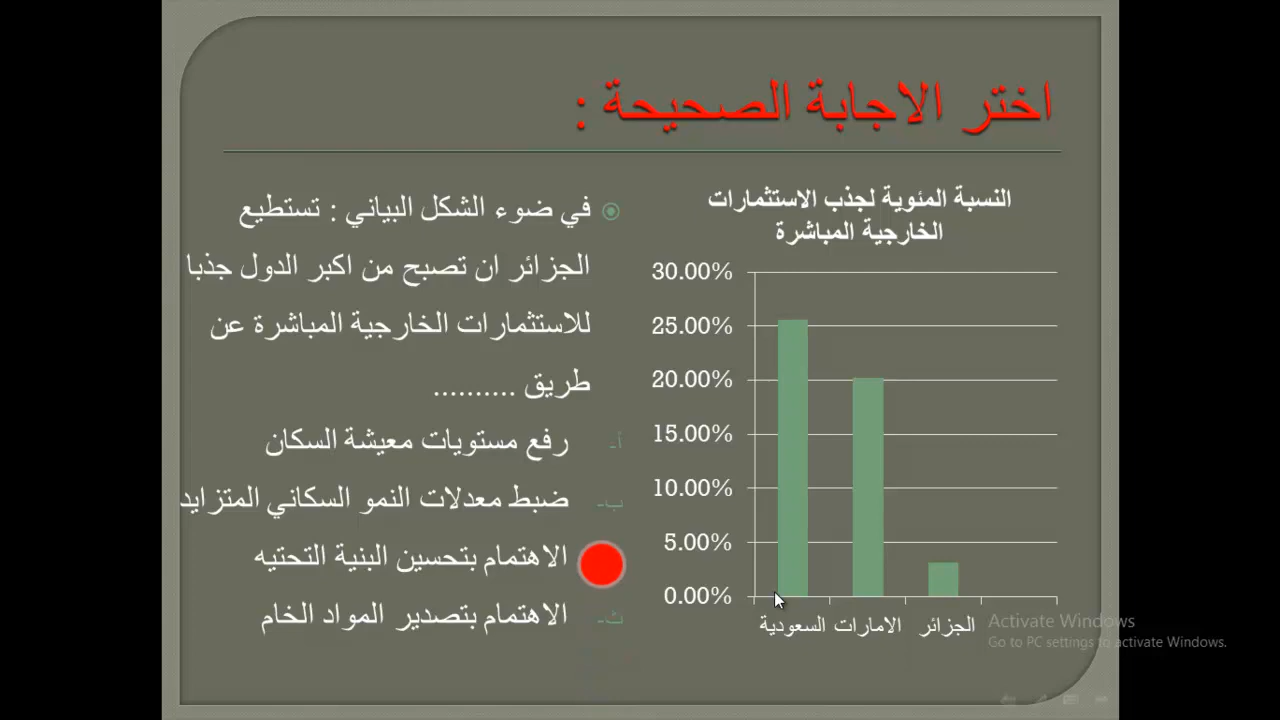 اختر الاجابة الصحيحة :
النسبة المئوية لجذب الاستثمارات
الخارجية المباشرة
30.00%
25.00%
20.00%
15.00%
10.00%
5.00%
0.00%
السعودية
الامارات
الجزائر
في ضوء الشكل البياني : تستطيع
الجزائر ان تصبح من اكبر الدول جذبا
للاستثمارات الخارجية المباشرة عن
طريق ..........
أ- رفع مستويات معيشة السكان
ب- ضبط معدلات النمو السكاني المتزايد
الاهتمام بتحسين البنية التحتيه
ث- الاهتمام بتصدير المواد الخام
Activate Windows
Go to PC settings to activate Windows.